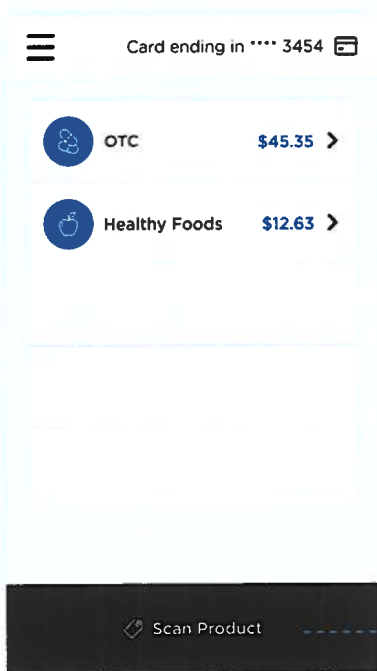 Card ending in •••• 3454
OTC $45.35
Healthy Foods $12.63
Scan Product